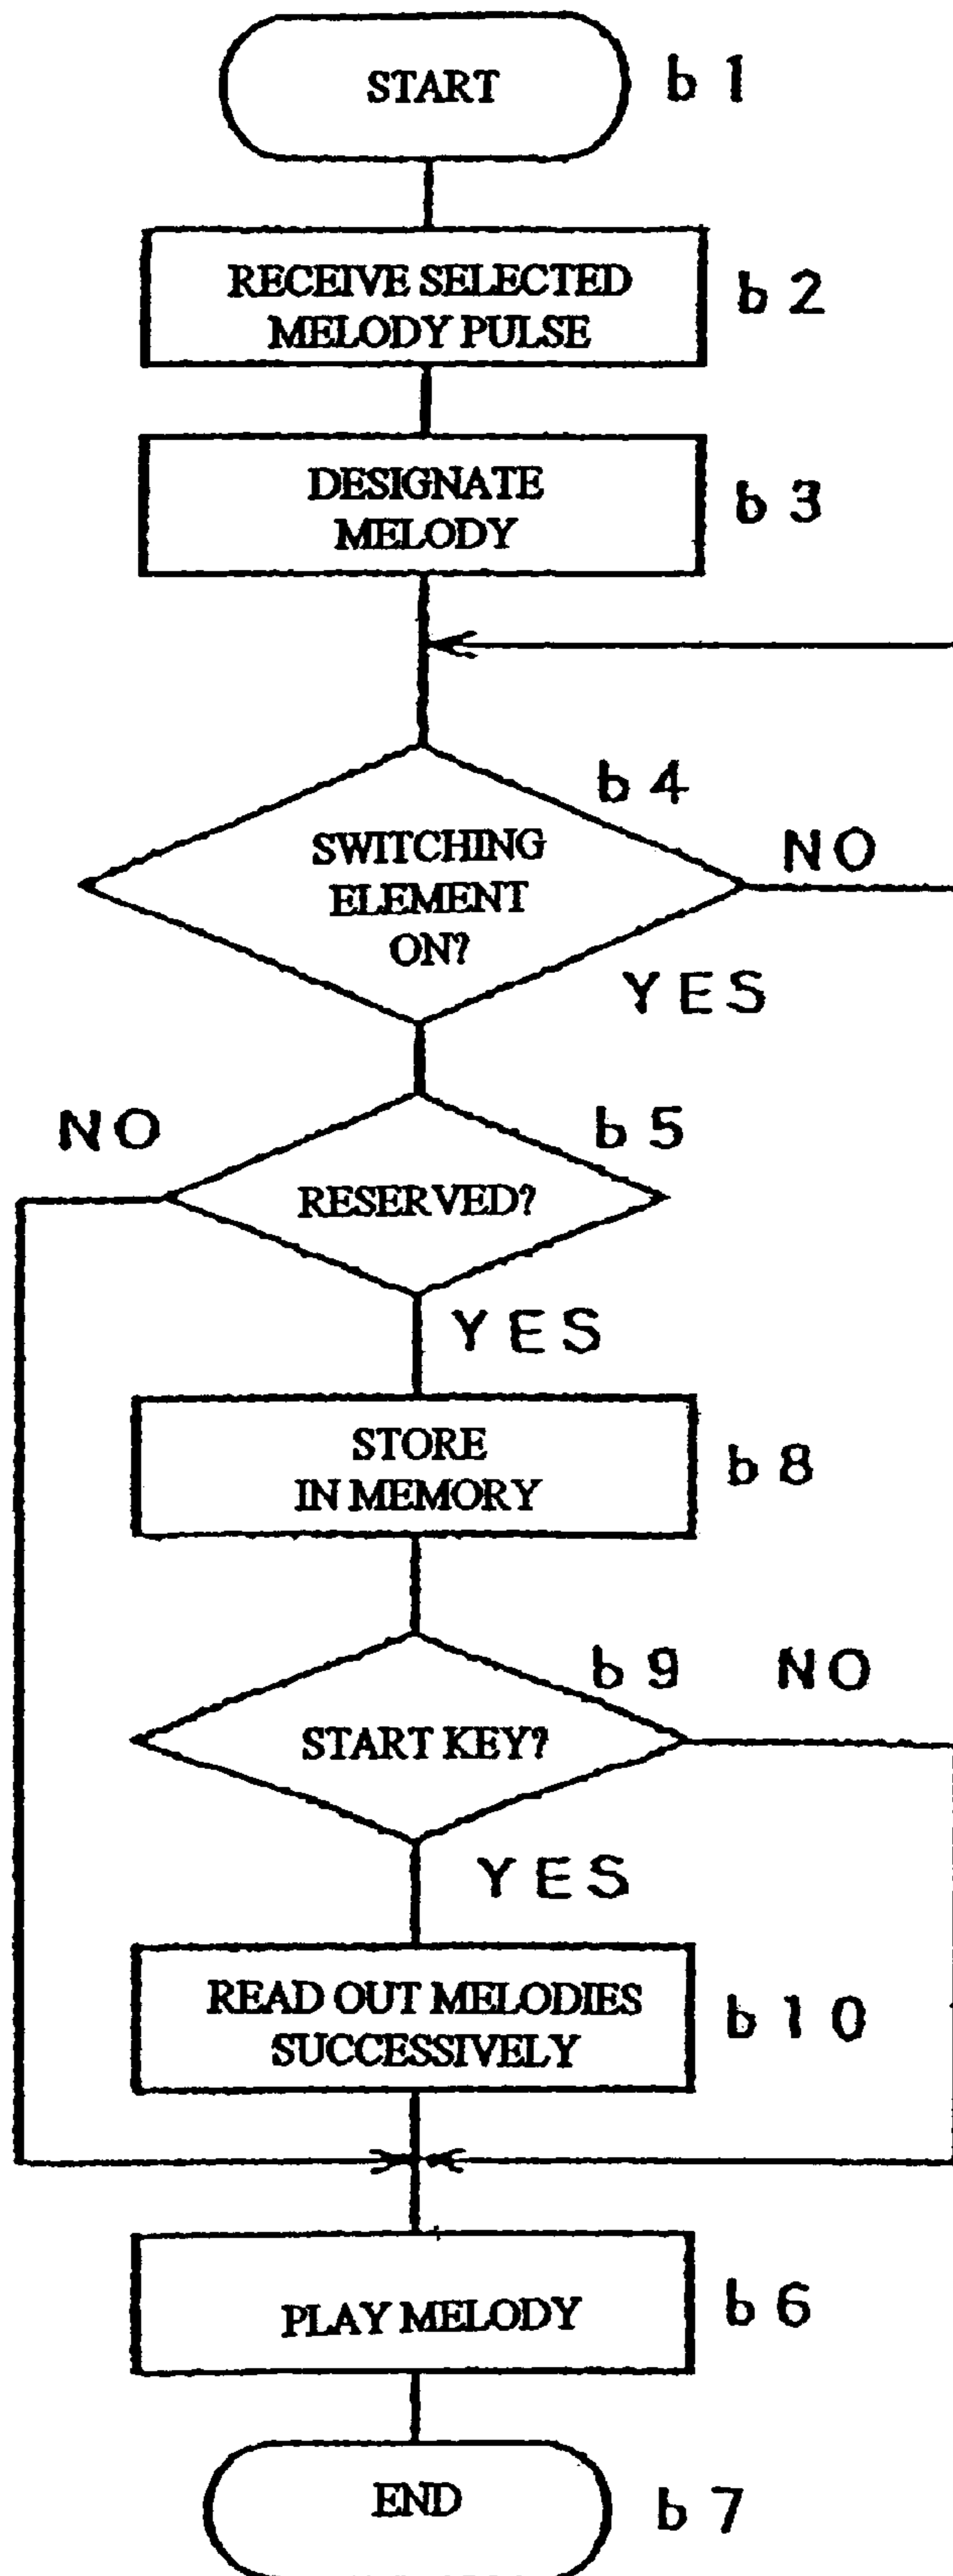 START
b 1
RECEIVE SELECTED
MELODY PULSE
b 2
DESIGNATE
MELODY
b 3
b 4
SWITCHING
ELEMENT
ON?
NO
YES
NO
b 5
RESERVED?
YES
STORE
IN MEMORY
b 8
b 9
NO
START KEY?
YES
READ OUT MELODIES
SUCCESSIVELY
b 1 0
PLAY MELODY
b 6
END
b 7